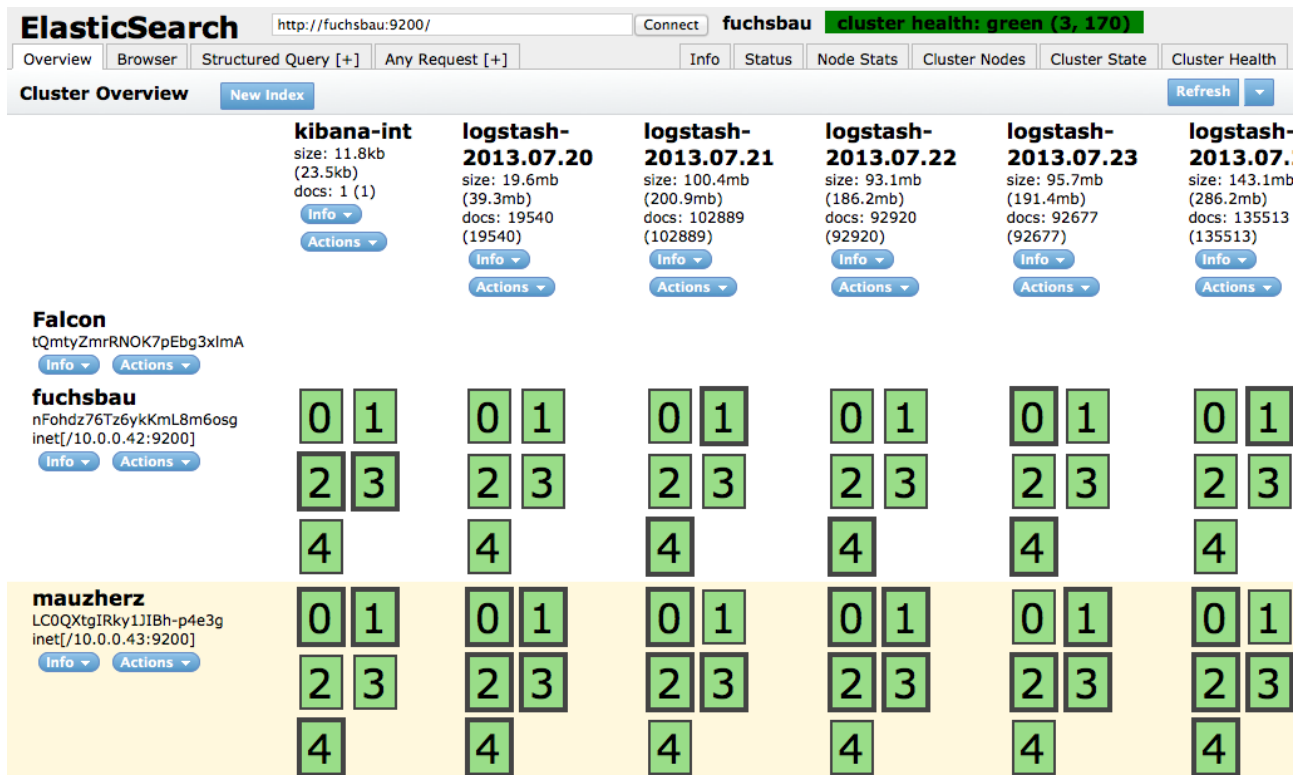 ElasticSearch http://fuchsbau:9200/ Connect fuchsbau cluster health: green (3, 170)
Overview Browser Structured Query [+] Any Request [+] Info Status Node Stats Cluster Nodes Cluster State Cluster Health
Cluster Overview New Index Refresh
kibana-int
size: 11.8kb
(23.5kb)
docs: 1 (1)
Info
Actions
logstash-
2013.07.20
size: 19.6mb
(39.3mb)
docs: 19540
(19540)
Info
Actions
logstash-
2013.07.21
size: 100.4mb
(200.9mb)
docs: 102889
(102889)
Info
Actions
logstash-
2013.07.22
size: 93.1mb
(186.2mb)
docs: 92920
(92920)
Info
Actions
logstash-
2013.07.23
size: 95.7mb
(191.4mb)
docs: 92677
(92677)
Info
Actions
logstash-
2013.07.
size: 143.1mb
(286.2mb)
docs: 135513
(135513)
Info
Actions
Falcon
tQmtyZmrRNOK7pEbg3xlmA
Info Actions
fuchsbau
nFohdz76Tz6ykKmL8m6osg
inet[/10.0.0.42:9200]
Info Actions
0 1 0 1 0 1 0 1 0 1 0 1
2 3 2 3 2 3 2 3 2 3 2 3
4 4 4 4 4 4
mauzherz
LC0QXtgIRky1JIBh-p4e3g
inet[/10.0.0.43:9200]
Info Actions
0 1 0 1 0 1 0 1 0 1 0 1
2 3 2 3 2 3 2 3 2 3 2 3
4 4 4 4 4 4